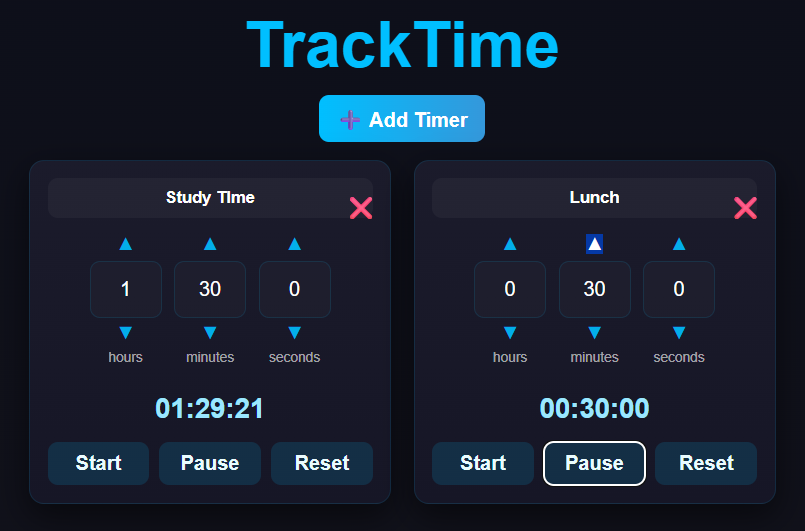 TrackTime
➕ Add Timer
Study TIme
❌
▲ ▲ ▲
1 30 0
▼ ▼ ▼
hours minutes seconds
01:29:21
Start Pause Reset
Lunch
❌
▲ ▲ ▲
0 30 0
▼ ▼ ▼
hours minutes seconds
00:30:00
Start Pause Reset